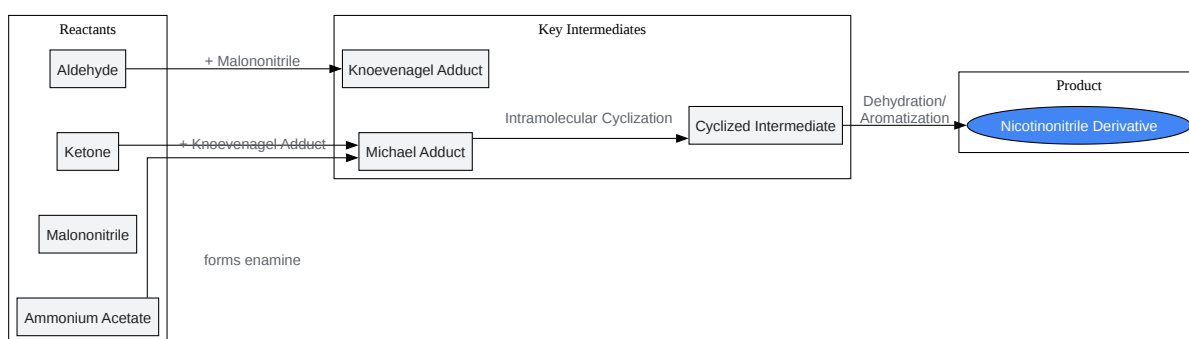 Reactants
Key Intermediates
Product
Aldehyde
+ Malononitrile
Knoevenagel Adduct
Ketone
+ Knoevenagel Adduct
Michael Adduct
Intramolecular Cyclization
Cyclized Intermediate
Dehydration/
Aromatization
Nicotinonitrile Derivative
Malononitrile
forms enamine
Ammonium Acetate